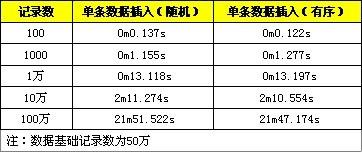 记录数 单条数据插入（随机） 单条数据插入（有序）
100 0m0.137s 0m0.122s
1000 0m1.155s 0m1.277s
1万 0m13.118s 0m13.197s
10万 2m11.274s 2m10.554s
100万 21m51.522s 21m47.174s
注：数据基础记录数为50万